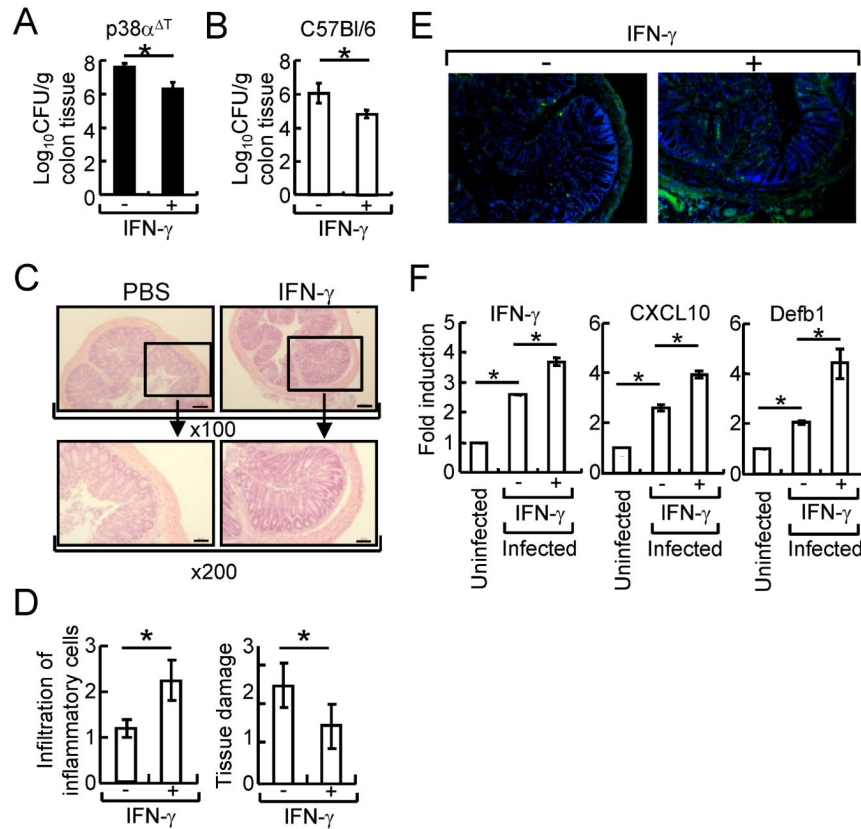 A
p38α^ΔT
*
Log10CFU/g
colon tissue
8
6
4
2
0
- +
IFN-γ
B
C57Bl/6
*
Log10CFU/g
colon tissue
8
6
4
2
0
- +
IFN-γ
C
PBS IFN-γ
x100
x200
D
*
Infiltration of
inflammatory cells
3
2
1
0
- +
IFN-γ
*
Tissue damage
3
2
1
0
- +
IFN-γ
E
IFN-γ
- +
F
IFN-γ
Fold induction
5
4
3
2
1
0
* *
Uninfected
- +
IFN-γ
Infected
CXCL10
6
4
2
0
* *
Uninfected
- +
IFN-γ
Infected
Defb1
6
4
2
0
* *
Uninfected
- +
IFN-γ
Infected